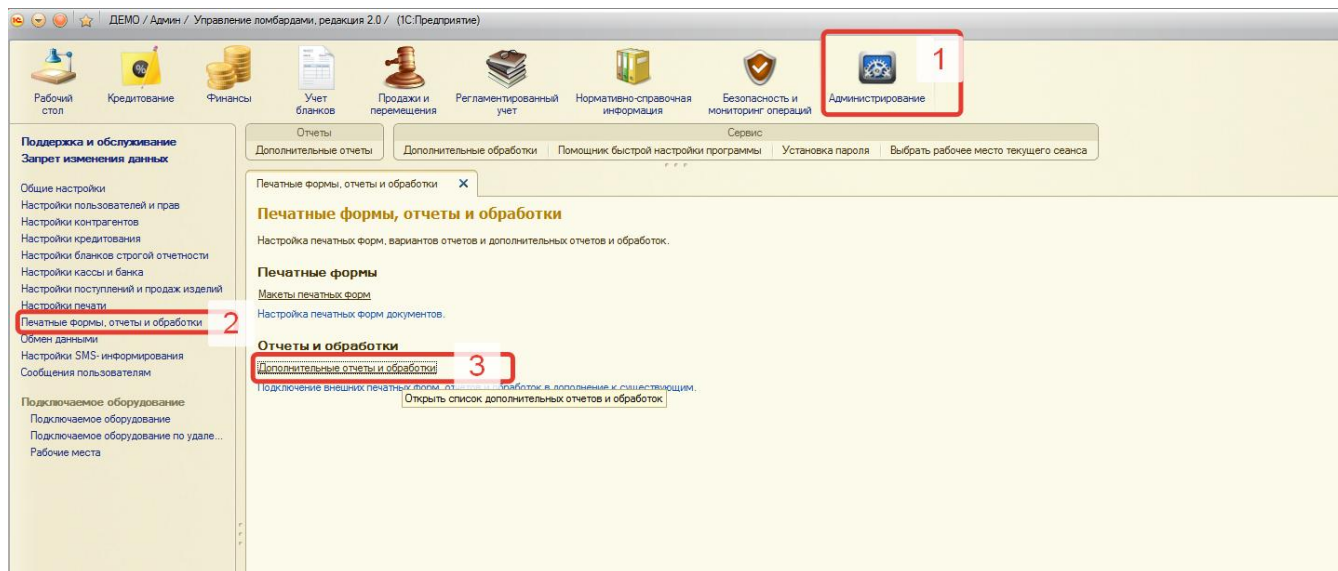 ДЕМО / Админ / Управление ломбардами, редакция 2.0 / (1С:Предприятие)
1
Рабочий стол
Кредитование
Финансы
Учет бланков
Продажи и перемещения
Регламентированный учет
Нормативно-справочная информация
Безопасность и мониторинг операций
Администрирование
Отчеты
Дополнительные отчеты
Сервис
Дополнительные обработки
Помощник быстрой настройки программы
Установка пароля
Выбрать рабочее место текущего сеанса
Поддержка и обслуживание
Запрет изменения данных
Общие настройки
Настройки пользователей и прав
Настройки контрагентов
Настройки кредитования
Настройки бланков строгой отчетности
Настройки кассы и банка
Настройки поступлений и продаж изделий
Настройки печати
Печатные формы, отчеты и обработки
2
Обмен данными
Настройки SMS-информирования
Сообщения пользователям
Подключаемое оборудование
Подключаемое оборудование
Подключаемое оборудование по удале...
Рабочие места
Печатные формы, отчеты и обработки
Печатные формы, отчеты и обработки
Настройка печатных форм, вариантов отчетов и дополнительных отчетов и обработок.
Печатные формы
Макеты печатных форм
Настройка печатных форм документов.
Отчеты и обработки
Дополнительные отчеты и обработки
3
Подключение внешних печатных форм, отчетов и обработок в дополнение к существующим.
Открыть список дополнительных отчетов и обработок